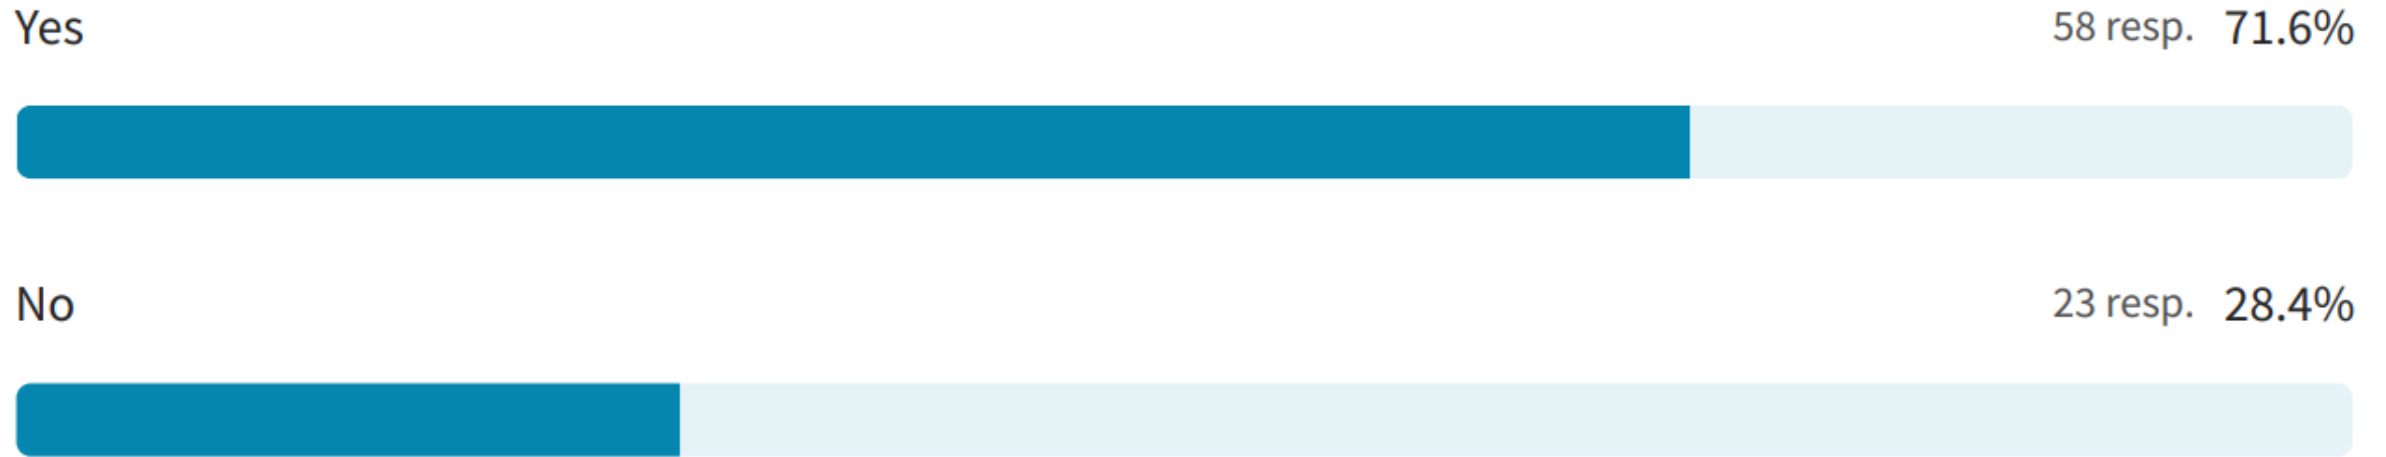 Yes 58 resp. 71.6%
No 23 resp. 28.4%